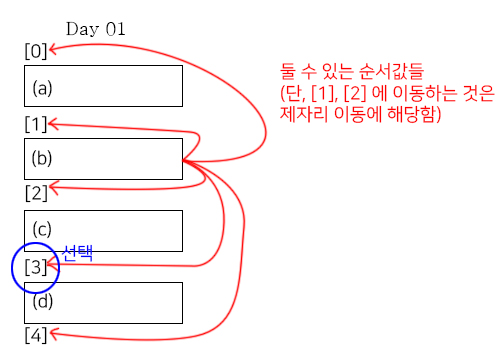 Day 01
[0]
(a)
[1]
(b)
[2]
(c)
[3]
선택
(d)
[4]
둘 수 있는 순서값들
(단, [1], [2] 에 이동하는 것은
제자리 이동에 해당함)